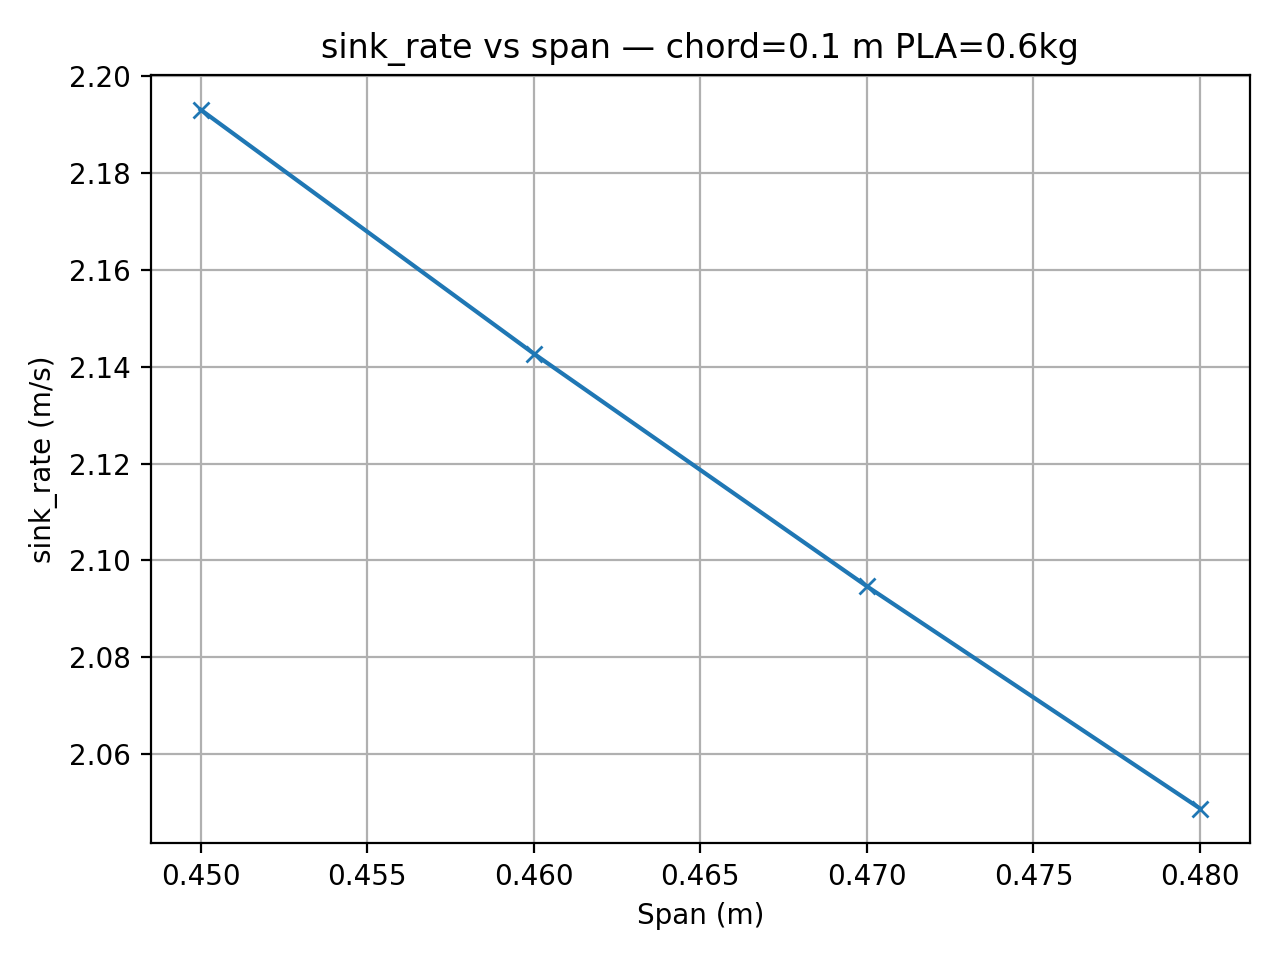 sink_rate vs span — chord=0.1 m PLA=0.6kg
2.20
2.18
2.16
2.14
2.12
2.10
2.08
2.06
sink_rate (m/s)
0.450 0.455 0.460 0.465 0.470 0.475 0.480
Span (m)